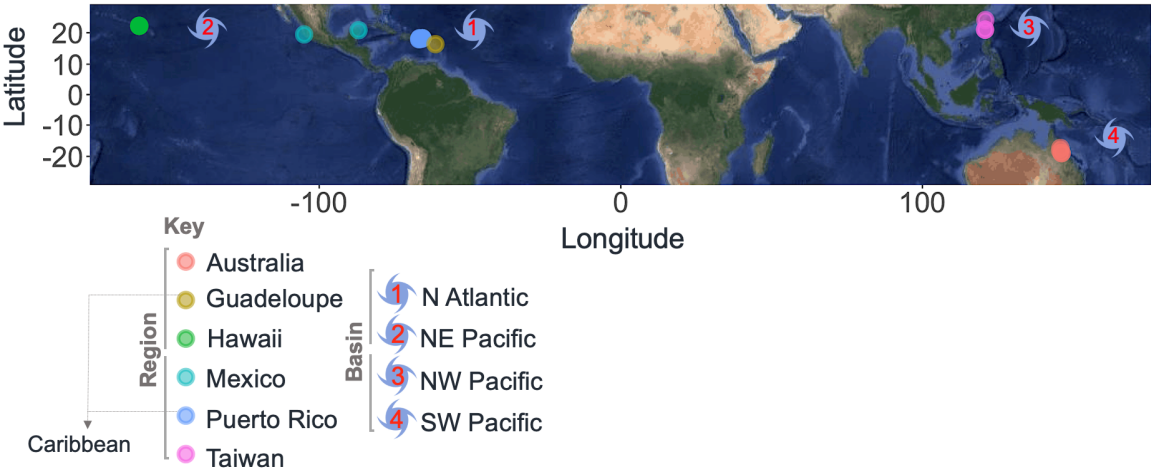 2
1
3
4
Latitude
20
10
0
-10
-20
-100
0
100
Longitude
Key
Region
Australia
Guadeloupe
Hawaii
Mexico
Puerto Rico
Taiwan
Caribbean
Basin
1 N Atlantic
2 NE Pacific
3 NW Pacific
4 SW Pacific